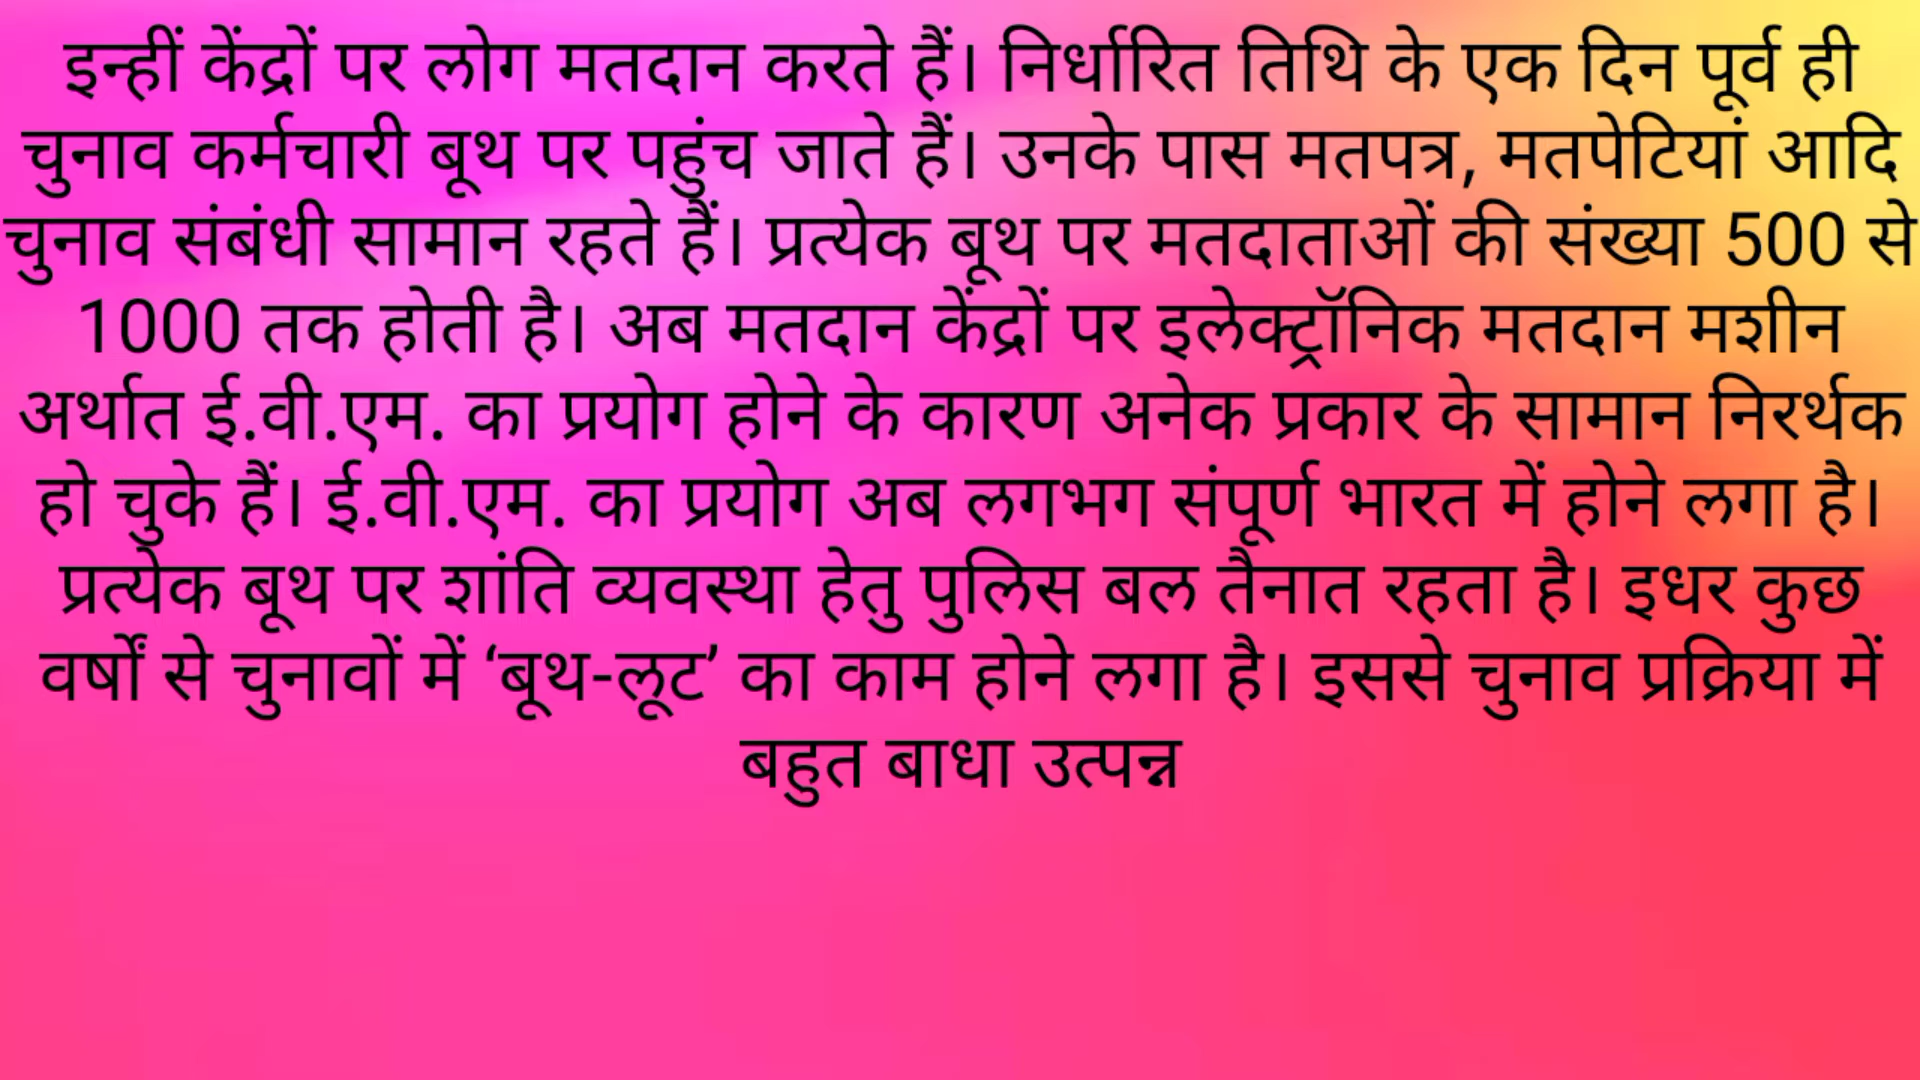 इन्हीं केंद्रों पर लोग मतदान करते हैं। निर्धारित तिथि के एक दिन पूर्व ही
चुनाव कर्मचारी बूथ पर पहुंच जाते हैं। उनके पास मतपत्र, मतपेटियां आदि
चुनाव संबंधी सामान रहते हैं। प्रत्येक बूथ पर मतदाताओं की संख्या 500 से
1000 तक होती है। अब मतदान केंद्रों पर इलेक्ट्रॉनिक मतदान मशीन
अर्थात ई.वी.एम. का प्रयोग होने के कारण अनेक प्रकार के सामान निरर्थक
हो चुके हैं। ई.वी.एम. का प्रयोग अब लगभग संपूर्ण भारत में होने लगा है।
प्रत्येक बूथ पर शांति व्यवस्था हेतु पुलिस बल तैनात रहता है। इधर कुछ
वर्षों से चुनावों में ‘बूथ-लूट’ का काम होने लगा है। इससे चुनाव प्रक्रिया में
बहुत बाधा उत्पन्न